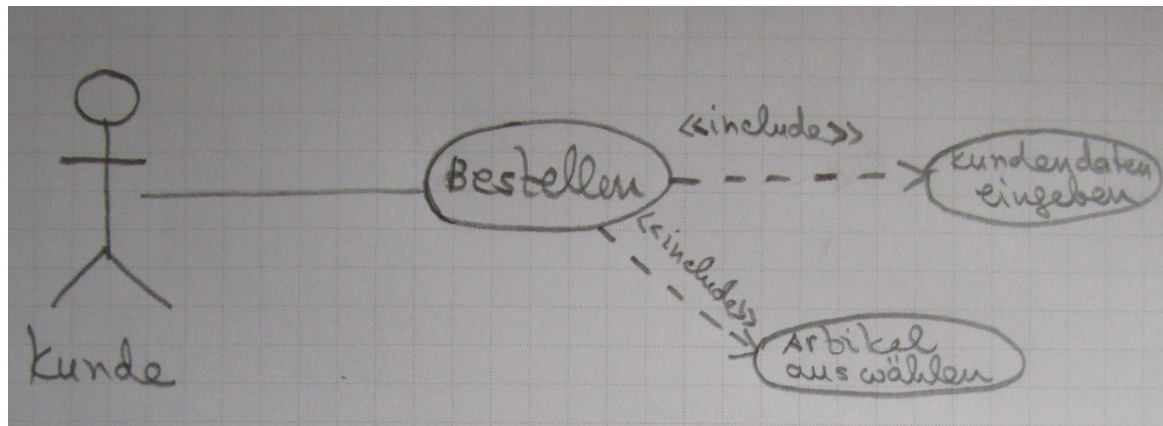 <<include>>
Bestellen
Kundendaten
eingeben
<<include>>
Artikel
auswählen
Kunde